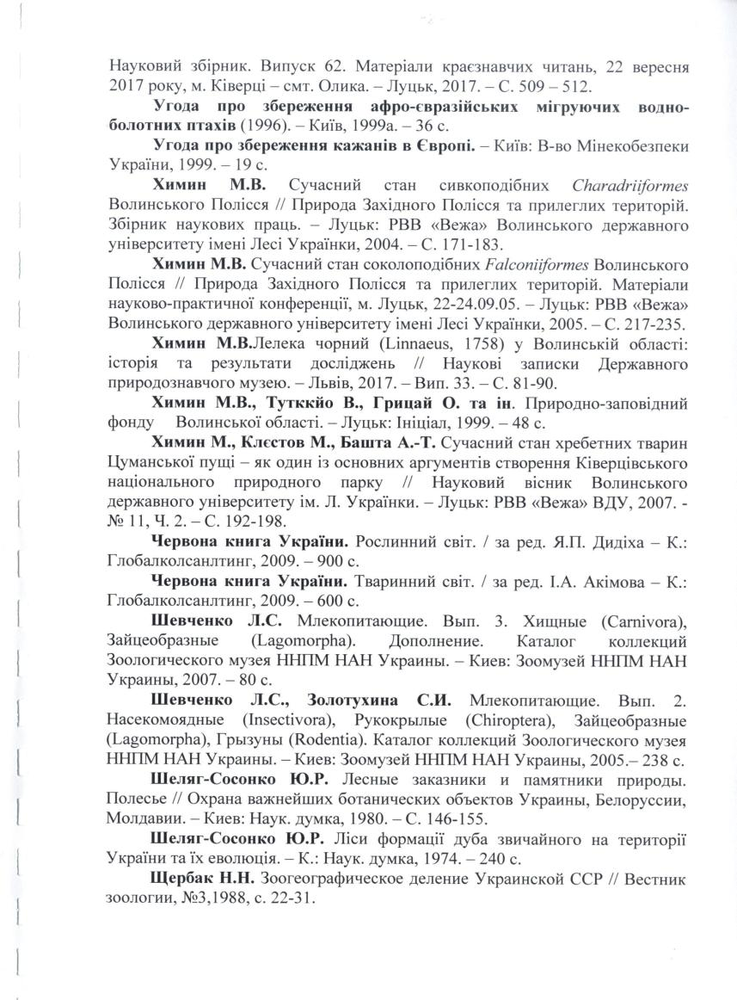 Науковий збірник. Випуск 62. Матеріали краєзнавчих читань, 22 вересня
2017 року, м. Ківерці – смт. Олика. – Луцьк, 2017. – С. 509 – 512.
Угода про збереження афро-євразійських мігруючих водно-
болотних птахів (1996). – Київ, 1999а. – 36 с.
Угода про збереження кажанів в Європі. – Київ: В-во Мінекобезпеки
України, 1999. – 19 с.
Химин М.В. Сучасний стан сивкоподібних Charadriiformes
Волинського Полісся // Природа Західного Полісся та прилеглих територій.
Збірник наукових праць. – Луцьк: РВВ «Вежа» Волинського державного
університету імені Лесі Українки, 2004. – С. 171-183.
Химин М.В. Сучасний стан соколоподібних Falconiiformes Волинського
Полісся // Природа Західного Полісся та прилеглих територій. Матеріали
науково-практичної конференції, м. Луцьк, 22-24.09.05. – Луцьк: РВВ «Вежа»
Волинського державного університету імені Лесі Українки, 2005. – С. 217-235.
Химин М.В.Лелека чорний (Linnaeus, 1758) у Волинській області:
історія та результати досліджень // Наукові записки Державного
природознавчого музею. – Львів, 2017. – Вип. 33. – С. 81-90.
Химин М.В., Тутккйо В., Грицай О. та ін. Природно-заповідний
фонду Волинської області. – Луцьк: Ініціал, 1999. – 48 с.
Химин М., Клєстов М., Башта А.-Т. Сучасний стан хребетних тварин
Цуманської пущі – як один із основних аргументів створення Ківерцівського
національного природного парку // Науковий вісник Волинського
державного університету ім. Л. Українки. – Луцьк: РВВ «Вежа» ВДУ, 2007. -
№ 11, Ч. 2. – С. 192-198.
Червона книга України. Рослинний світ. / за ред. Я.П. Дидіха – К.:
Глобалколсанлтинг, 2009. – 900 с.
Червона книга України. Тваринний світ. / за ред. І.А. Акімова – К.:
Глобалколсанлтинг, 2009. – 600 с.
Шевченко Л.С. Млекопитающие. Вып. 3. Хищные (Carnivora),
Зайцеобразные (Lagomorpha). Дополнение. Каталог коллекций
Зоологического музея ННПМ НАН Украины. – Киев: Зоомузей ННПМ НАН
Украины, 2007. – 80 с.
Шевченко Л.С., Золотухина С.И. Млекопитающие. Вып. 2.
Насекомоядные (Insectivora), Рукокрылые (Chiroptera), Зайцеобразные
(Lagomorpha), Грызуны (Rodentia). Каталог коллекций Зоологического музея
ННПМ НАН Украины. – Киев: Зоомузей ННПМ НАН Украины, 2005.– 238 с.
Шеляг-Сосонко Ю.Р. Лесные заказники и памятники природы.
Полесье // Охрана важнейших ботанических объектов Украины, Белоруссии,
Молдавии. – Киев: Наук. думка, 1980. – С. 146-155.
Шеляг-Сосонко Ю.Р. Ліси формації дуба звичайного на території
України та їх еволюція. – К.: Наук. думка, 1974. – 240 с.
Щербак Н.Н. Зоогеографическое деление Украинской ССР // Вестник
зоологии, №3,1988, с. 22-31.